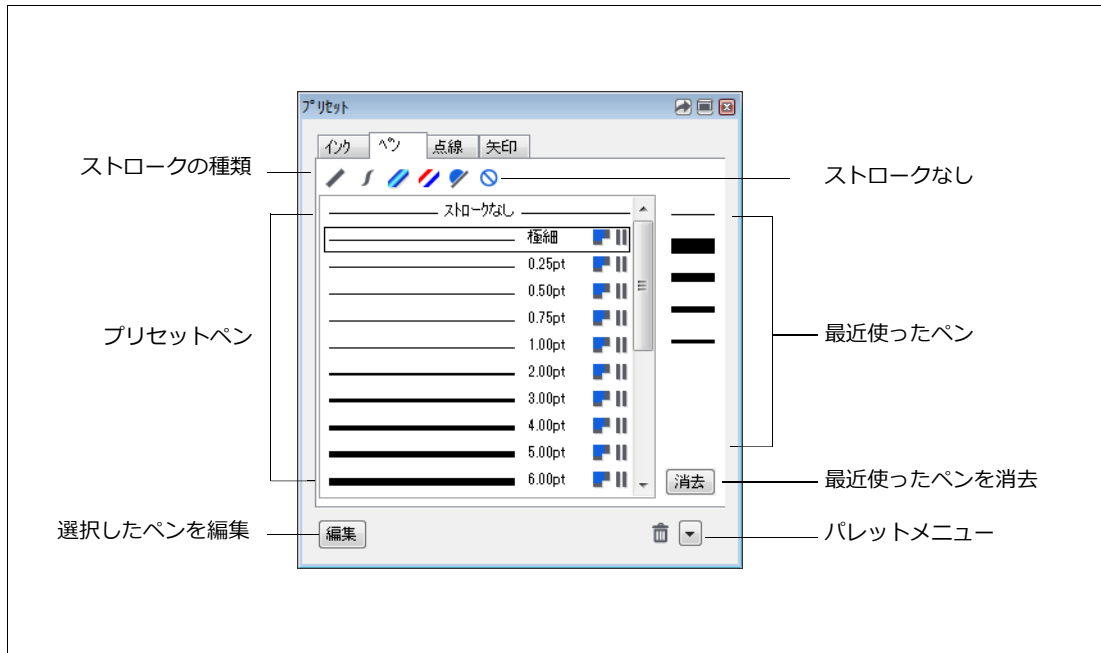 プリセット
インク ペン 点線 矢印
ストロークの種類
ストロークなし
ストロークなし
極細
0.25pt
0.50pt
0.75pt
1.00pt
2.00pt
3.00pt
4.00pt
5.00pt
6.00pt
プリセットペン
最近使ったペン
消去
最近使ったペンを消去
選択したペンを編集
編集
パレットメニュー